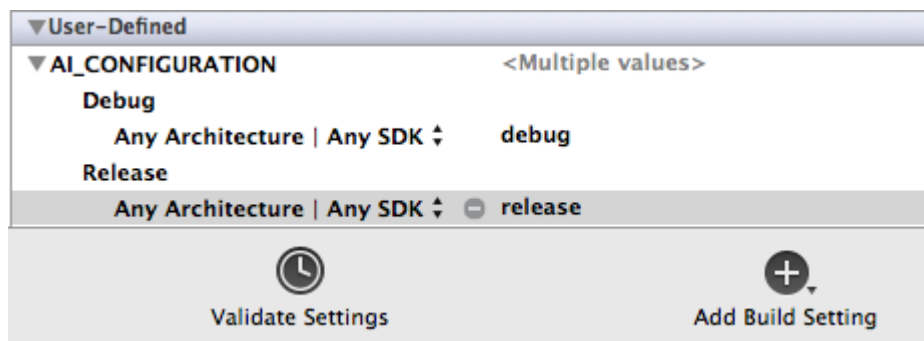 User-Defined
AI_CONFIGURATION <Multiple values>
Debug
Any Architecture | Any SDK debug
Release
Any Architecture | Any SDK release
Validate Settings Add Build Setting